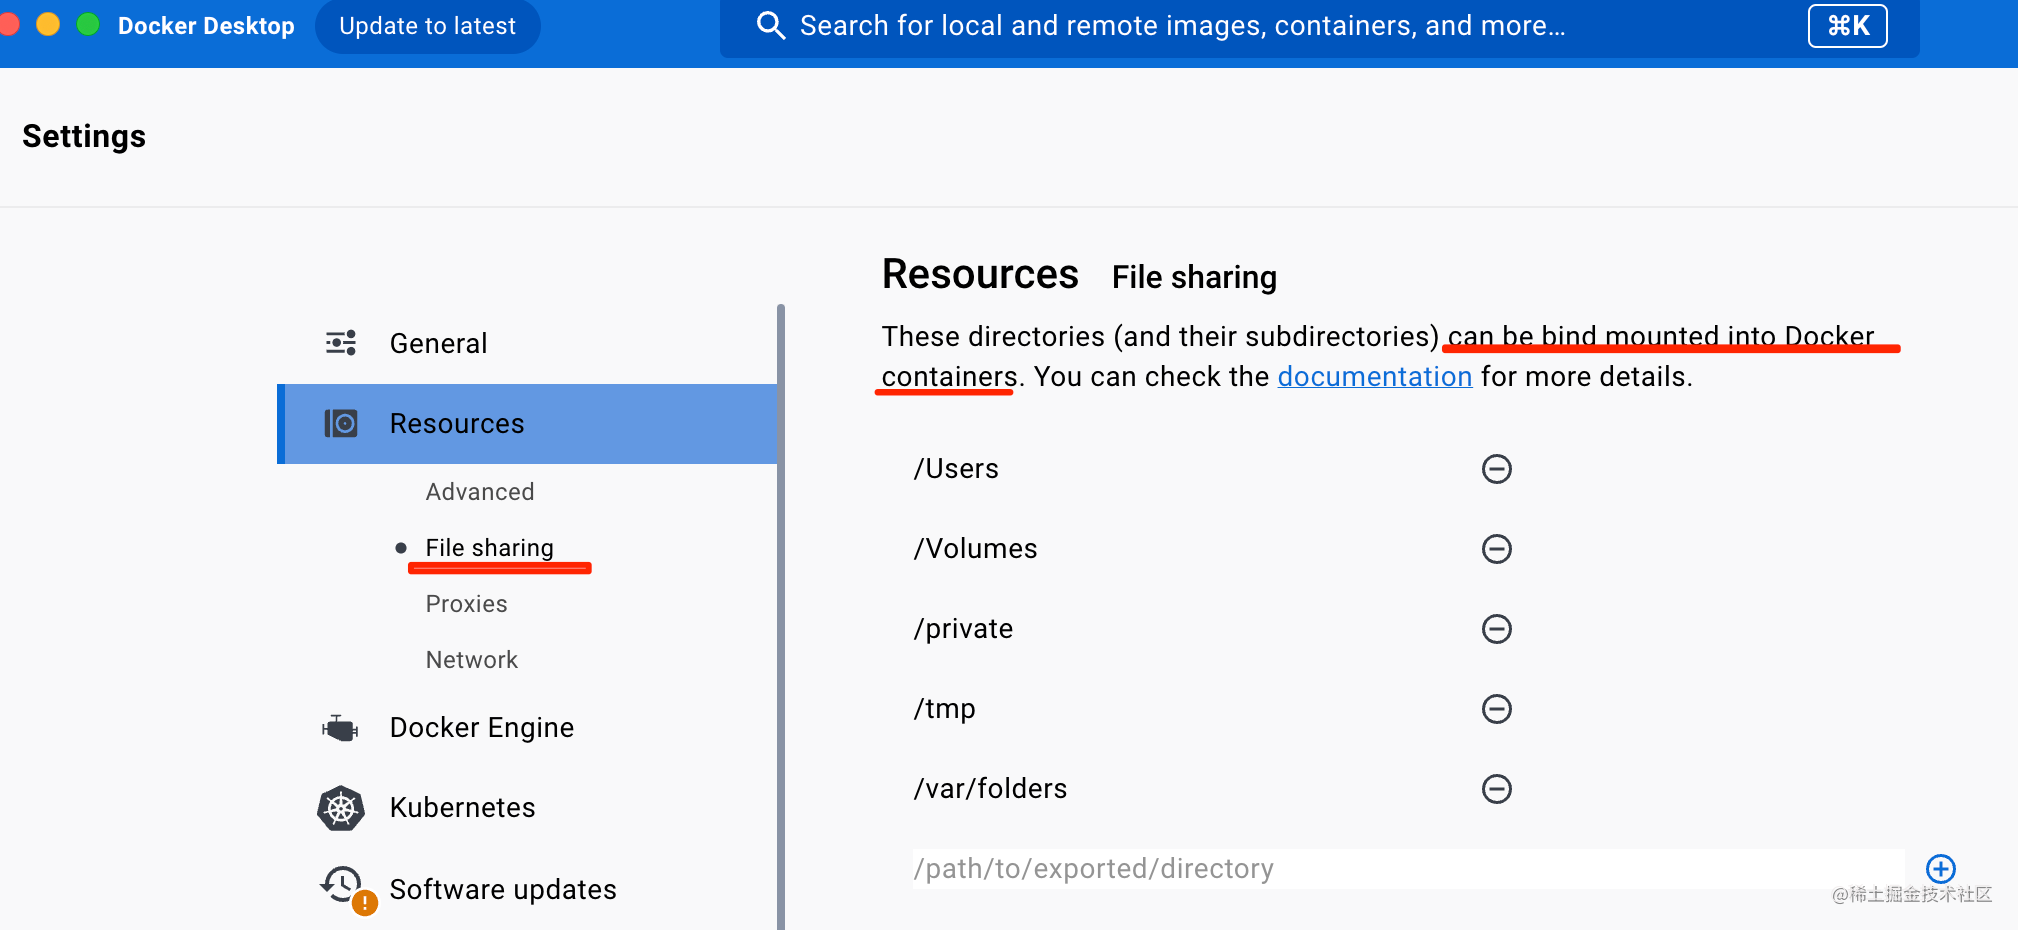 Docker Desktop Update to latest Search for local and remote images, containers, and more... ⌘K
Settings
Resources File sharing
These directories (and their subdirectories) can be bind mounted into Docker
containers. You can check the documentation for more details.
General
Resources
Advanced
File sharing
Proxies
Network
Docker Engine
Kubernetes
Software updates
/Users
/Volumes
/private
/tmp
/var/folders
/path/to/exported/directory
@稀土掘金技术社区